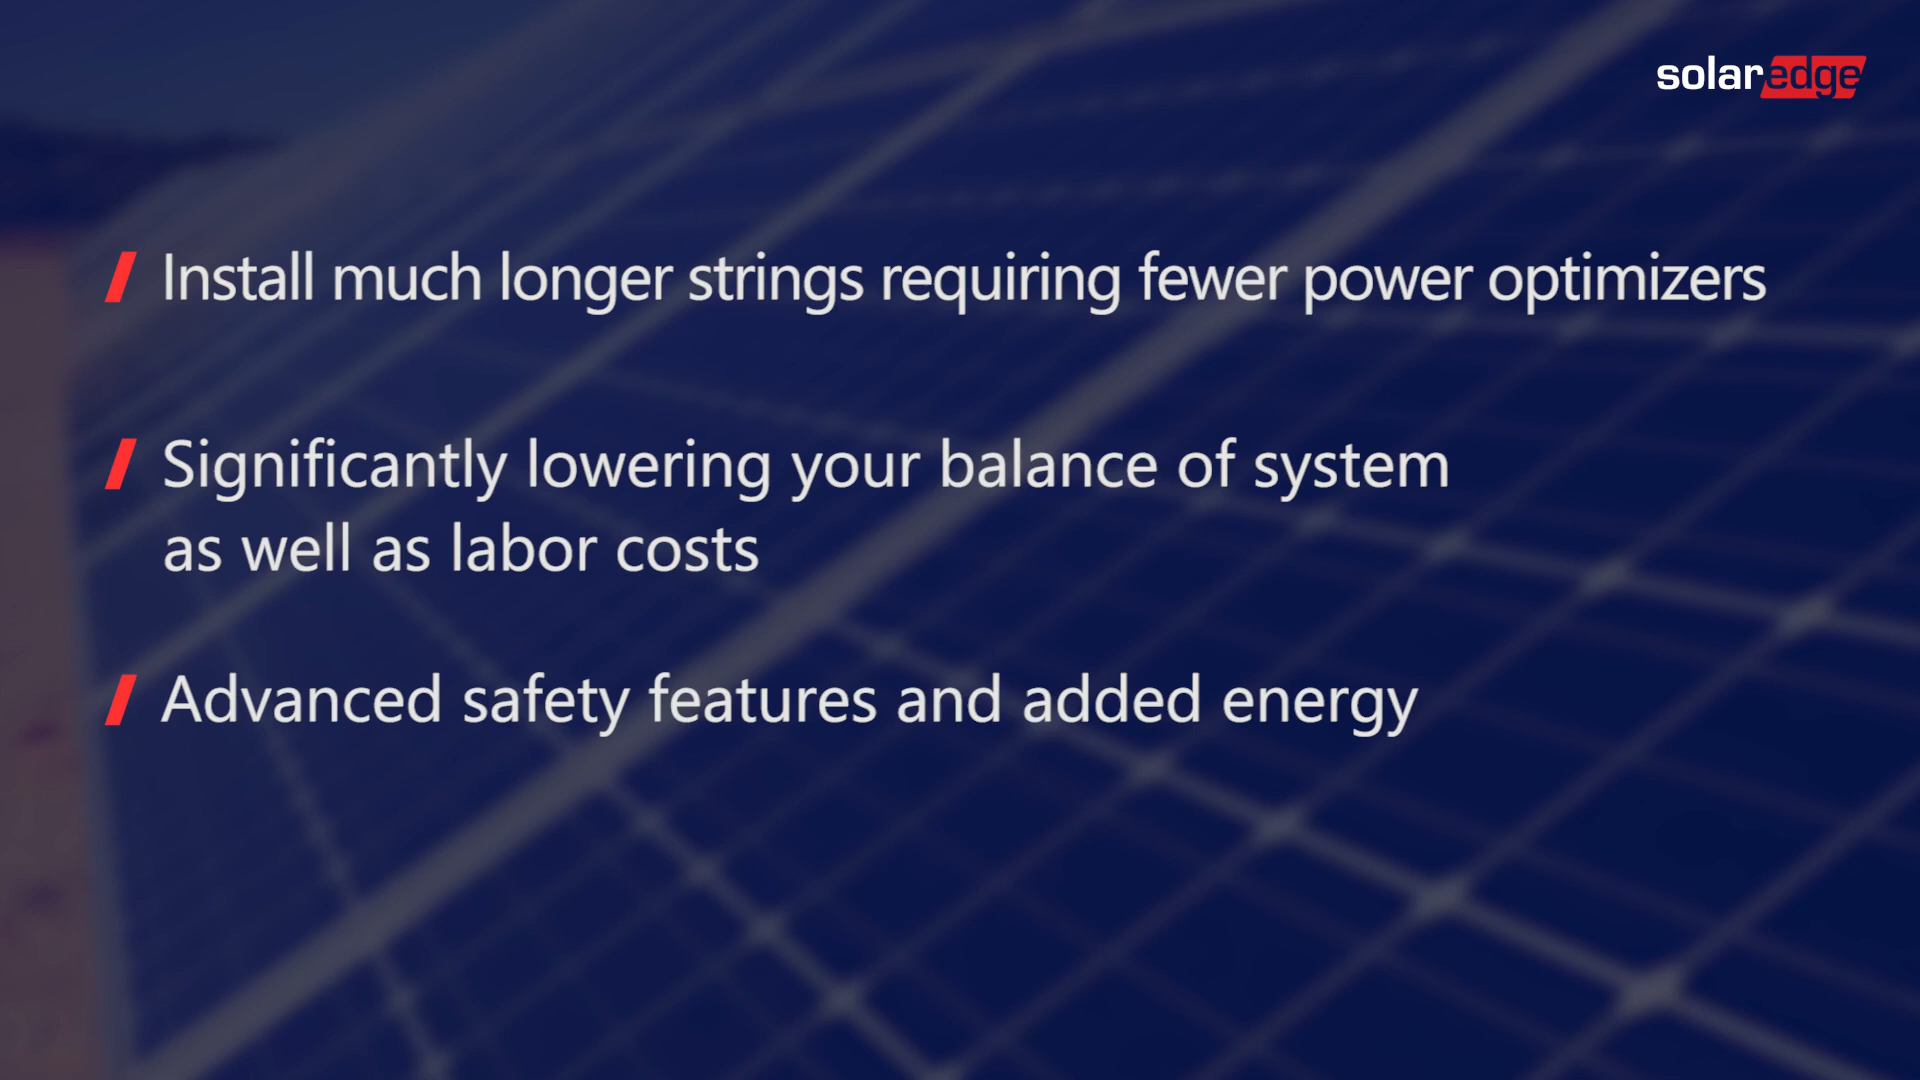 solaredge
Install much longer strings requiring fewer power optimizers
Significantly lowering your balance of system
as well as labor costs
Advanced safety features and added energy